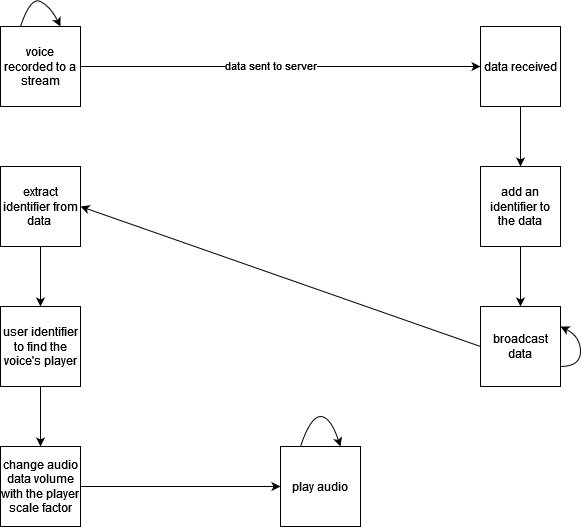 voice
recorded to a
stream
data sent to server
data received
extract
identifier from
data
add an
identifier to
the data
user identifier
to find the
voice's player
broadcast
data
change audio
data volume
with the player
scale factor
play audio